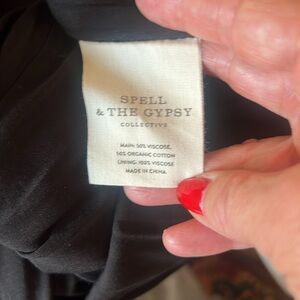 SPELL
& THE GYPSY
COLLECTIVE
MAIN: 50% VISCOSE,
50% ORGANIC COTTON
LINING: 100% VISCOSE
MADE IN CHINA